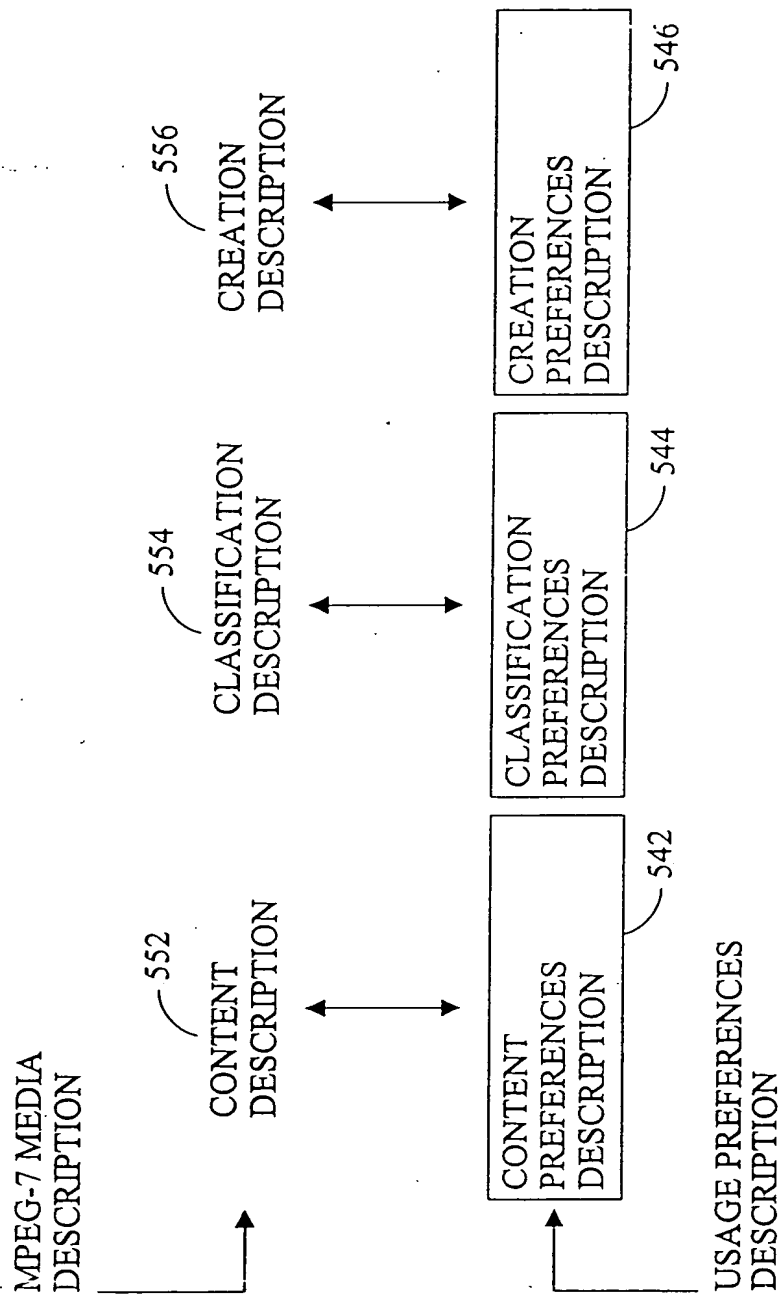 MPEG-7 MEDIA
DESCRIPTION
552
CONTENT
DESCRIPTION
554
CLASSIFICATION
DESCRIPTION
556
CREATION
DESCRIPTION
CONTENT
PREFERENCES
DESCRIPTION
542
CLASSIFICATION
PREFERENCES
DESCRIPTION
544
CREATION
PREFERENCES
DESCRIPTION
546
USAGE PREFERENCES
DESCRIPTION